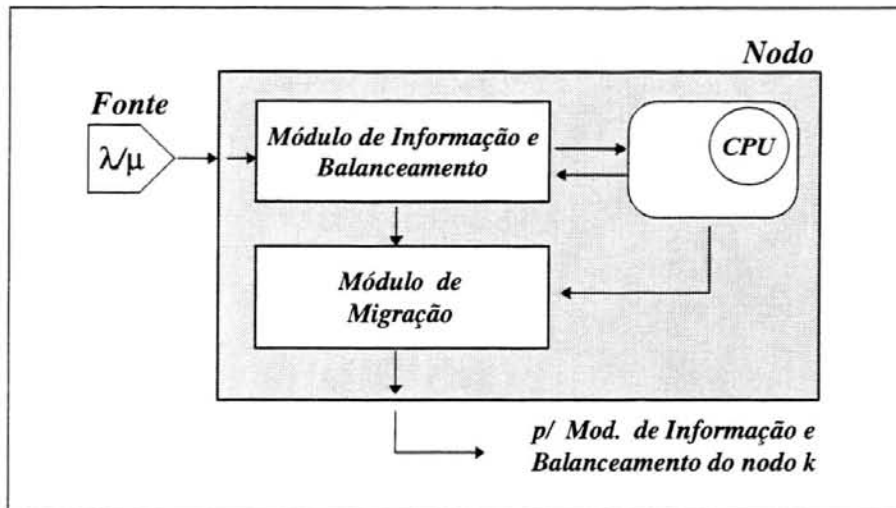 Nodo
Fonte
λ/μ
Módulo de Informação e
Balanceamento
CPU
Módulo de
Migração
p/ Mod. de Informação e
Balanceamento do nodo k